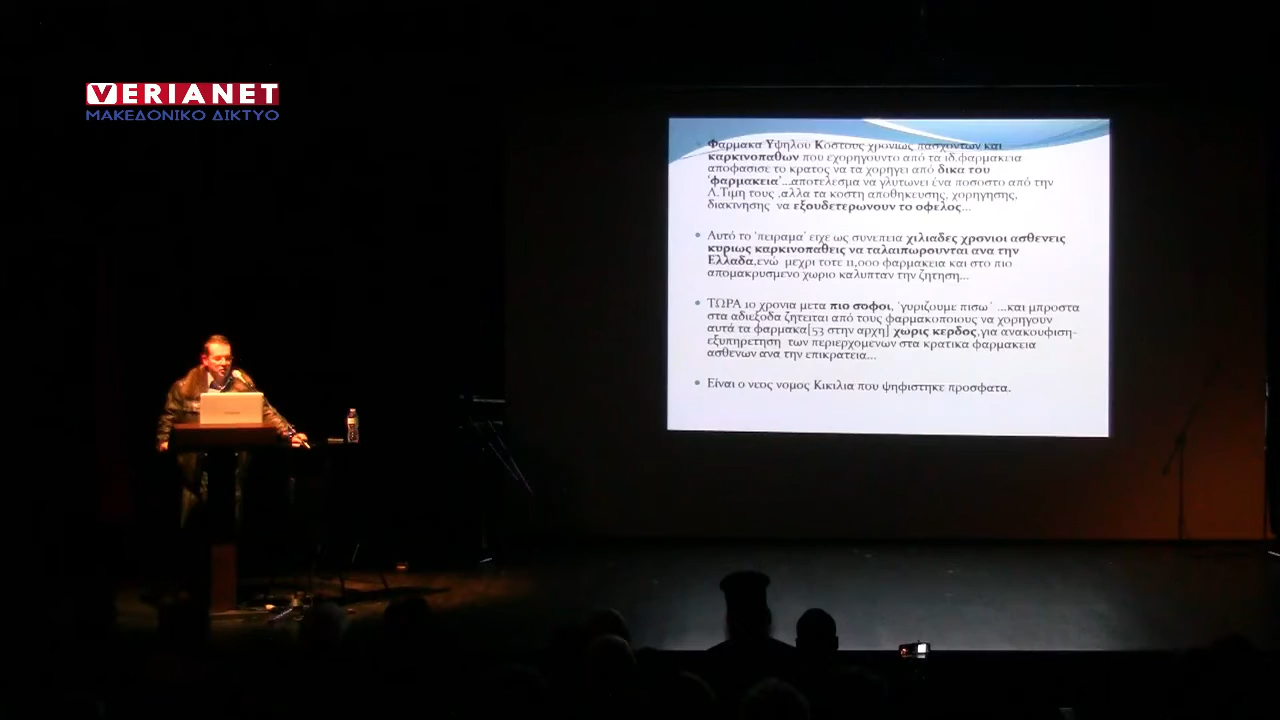 VERIANET
ΜΑΚΕΔΟΝΙΚΟ ΔΙΚΤΥΟ
• Φαρμακα Υψηλου Κοστους χρονιως πασχοντων και
καρκινοπαθων που εχορηγουντο από τα ιδ.φαρμακεια
αποφασισε το κρατος να τα χορηγει από δικα του
'φαρμακεια'...αποτελεσμα να γλυτωνει ένα ποσοστο από την
Λ.Τιμη τους ,αλλα τα κοστη αποθηκευσης, χορηγησης,
διακινησης να εξουδετερωνουν το οφελος...
• Αυτό το 'πειραμα' ειχε ως συνεπεια χιλιαδες χρονιοι ασθενεις
κυριως καρκινοπαθεις να ταλαιπωρουνται ανα την
Ελλαδα,ενώ μεχρι τοτε 11,000 φαρμακεια και στο πιο
απομακρυσμενο χωριο καλυπταν την ζητηση...
• ΤΩΡΑ 10 χρονια μετα πιο σοφοι, 'γυριζουμε πισω' ...και μπροστα
στα αδιεξοδα ζητειται από τους φαρμακοποιους να χορηγουν
αυτά τα φαρμακα[53 στην αρχη] χωρις κερδος,για ανακουφιση-
εξυπηρετηση των περιερχομενων στα κρατικα φαρμακεια
ασθενων ανα την επικρατεια...
• Είναι ο νεος νομος Κικιλια που ψηφιστηκε προσφατα.